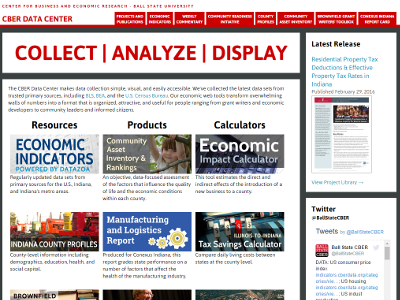 CENTER FOR BUSINESS AND ECONOMIC RESEARCH - BALL STATE UNIVERSITY
CBER DATA CENTER
PROJECTS AND PUBLICATIONS
ECONOMIC INDICATORS
WEEKLY COMMENTARY
COMMUNITY READINESS INITIATIVE
COUNTY PROFILES
COMMUNITY ASSET INVENTORY
BROWNFIELD GRANT WRITERS' TOOLBOX
CONEXUS INDIANA REPORT CARD
COLLECT | ANALYZE | DISPLAY
The CBER Data Center makes data collection simple, visual, and easily accessible. We've collected the latest data sets from
trusted primary sources, including BLS, BEA, and the U.S. Census Bureau. Our economic web tools transform overwhelming
walls of numbers into a format that is organized, attractive, and useful for people ranging from grant writers and economic
developers to community leaders and informed citizens.
Resources
Products
Calculators
ECONOMIC
INDICATORS
POWERED BY DATAZOA
Community
Asset
Inventory &
Rankings
Economic
Impact Calculator
Regularly updated data sets from
primary sources for the U.S., Indiana
and Indiana's metro areas.
An objective, data-focused assessment
of the factors that influence the quality
of life and the economic conditions
within each county.
This tool estimates the direct and
indirect effects of the introduction of a
new business to a county.
INDIANA COUNTY PROFILES
Manufacturing
and Logistics
Report
ILLINOIS-TO-INDIANA
Tax Savings Calculator
County-level information including
demographics, education, health, and
social capital.
Produced for Conexus Indiana, this
report grades state performance on a
number of factors that affect the
health of the manufacturing industry.
Compare daily living costs between
states at the county level.
BROWNFIELD
Latest Release
Residential Property Tax
Deductions & Effective
Property Tax Rates in
Indiana
Published February 29, 2016
View Project Library →
Twitter
#BallStateCBER
Tweets by @BallStateCBER
Ball State CBER
@BallStateCBER
DATA: US consumer price